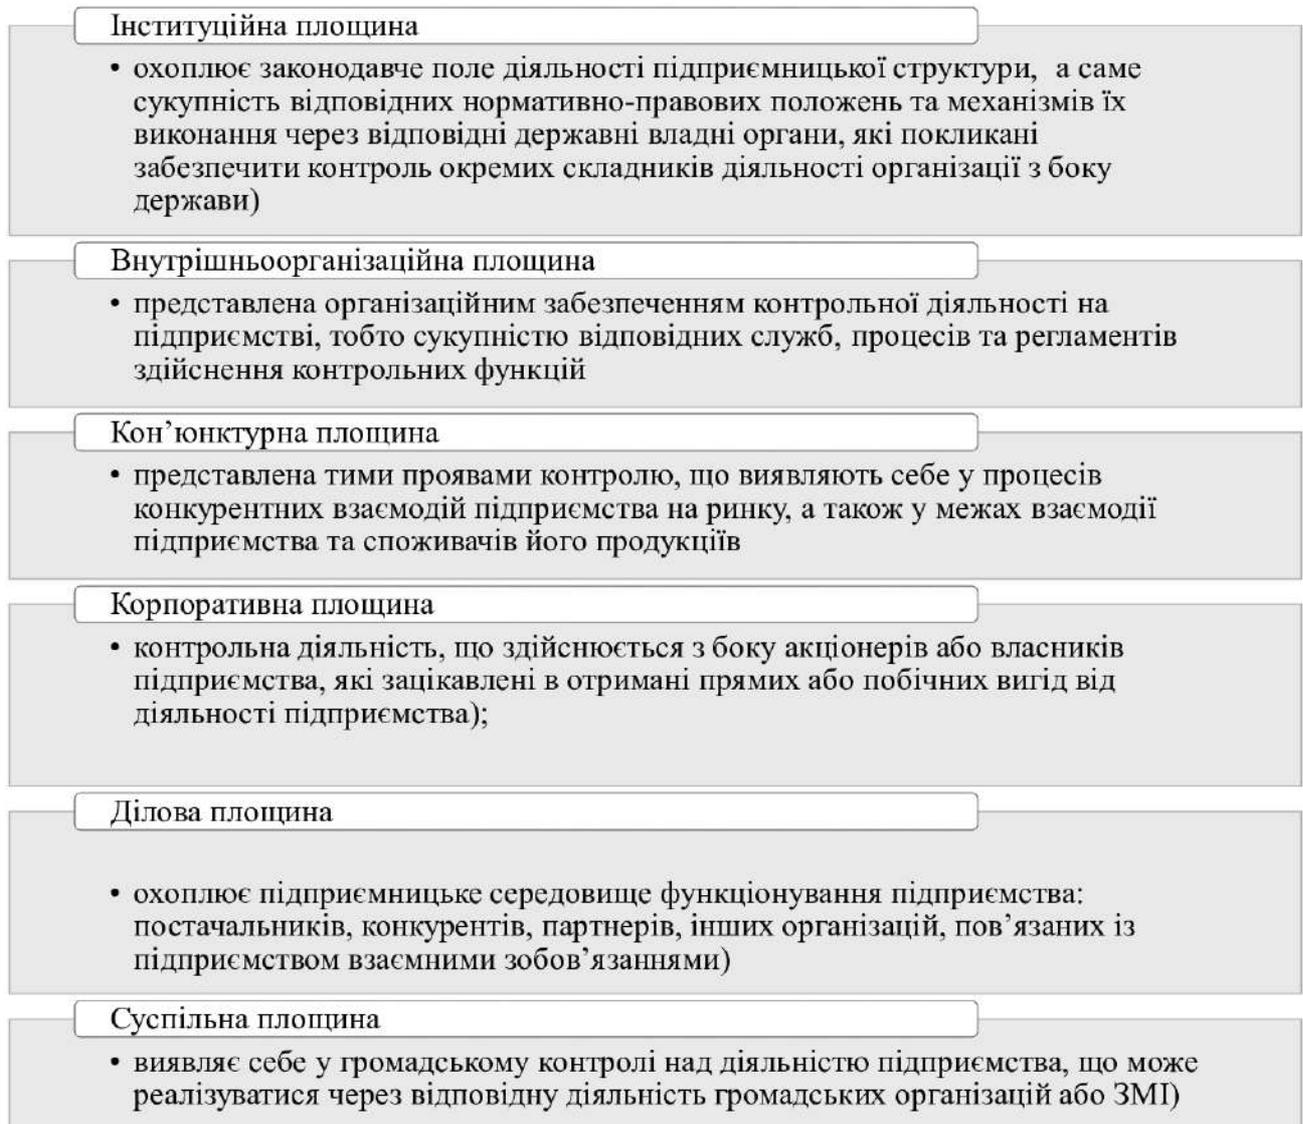 Інституційна площина
• охоплює законодавче поле діяльності підприємницької структури, а саме
сукупність відповідних нормативно-правових положень та механізмів їх
виконання через відповідні державні владні органи, які покликані
забезпечити контроль окремих складників діяльності організації з боку
держави)
Внутрішньоорганізаційна площина
• представлена організаційним забезпеченням контрольної діяльності на
підприємстві, тобто сукупністю відповідних служб, процесів та регламентів
здійснення контрольних функцій
Кон’юнктурна площина
• представлена тими проявами контролю, що виявляють себе у процесів
конкурентних взаємодій підприємства на ринку, а також у межах взаємодії
підприємства та споживачів його продукціїв
Корпоративна площина
• контрольна діяльність, що здійснюється з боку акціонерів або власників
підприємства, які зацікавлені в отримані прямих або побічних вигід від
діяльності підприємства);
Ділова площина
• охоплює підприємницьке середовище функціонування підприємства:
постачальників, конкурентів, партнерів, інших організацій, пов’язаних із
підприємством взаємними зобов’язаннями)
Суспільна площина
• виявляє себе у громадському контролі над діяльністю підприємства, що може
реалізуватися через відповідну діяльність громадських організацій або ЗМІ)